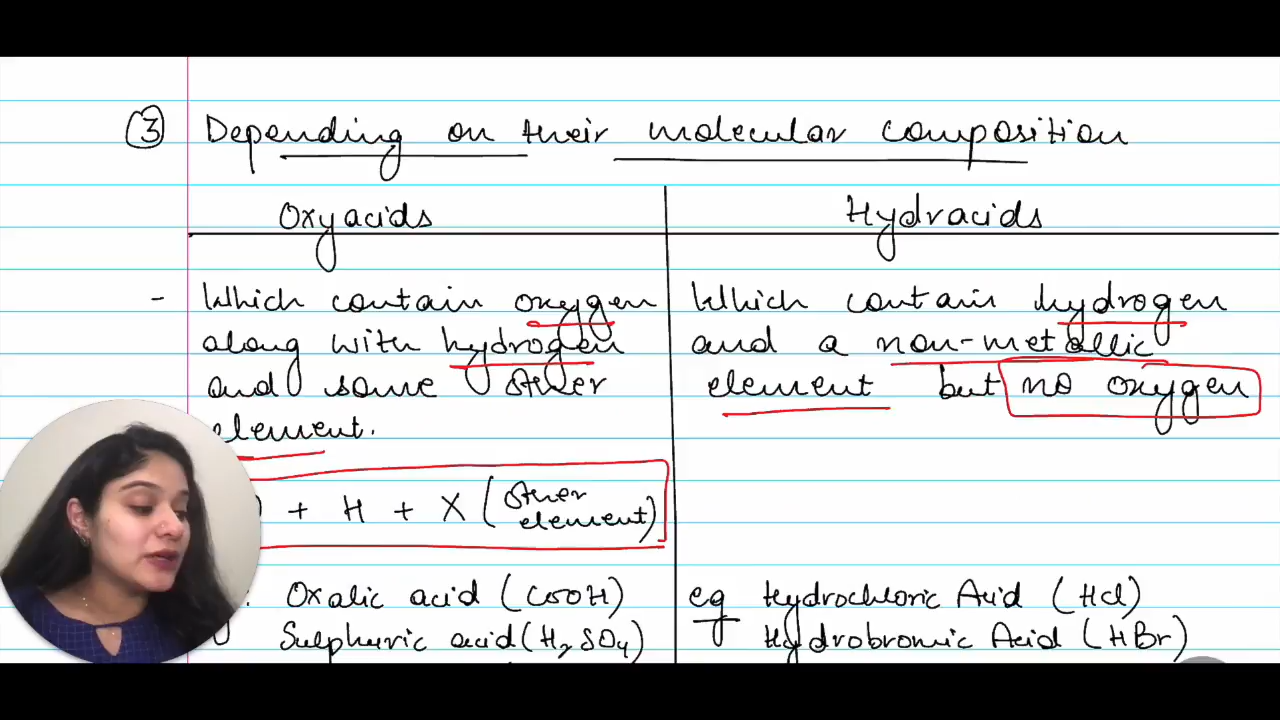 3 Depending on their molecular composition
Oxyacids
Hydracids
- Which contain oxygen
along with hydrogen
and some other
element.
+ H + X (other
element)
Oxalic acid (COOH)
Sulphuric acid (H₂SO₄)
Which contain hydrogen
and a non-metallic
element but no oxygen
eg Hydrochloric Acid (HCl)
Hydrobromic Acid (HBr)